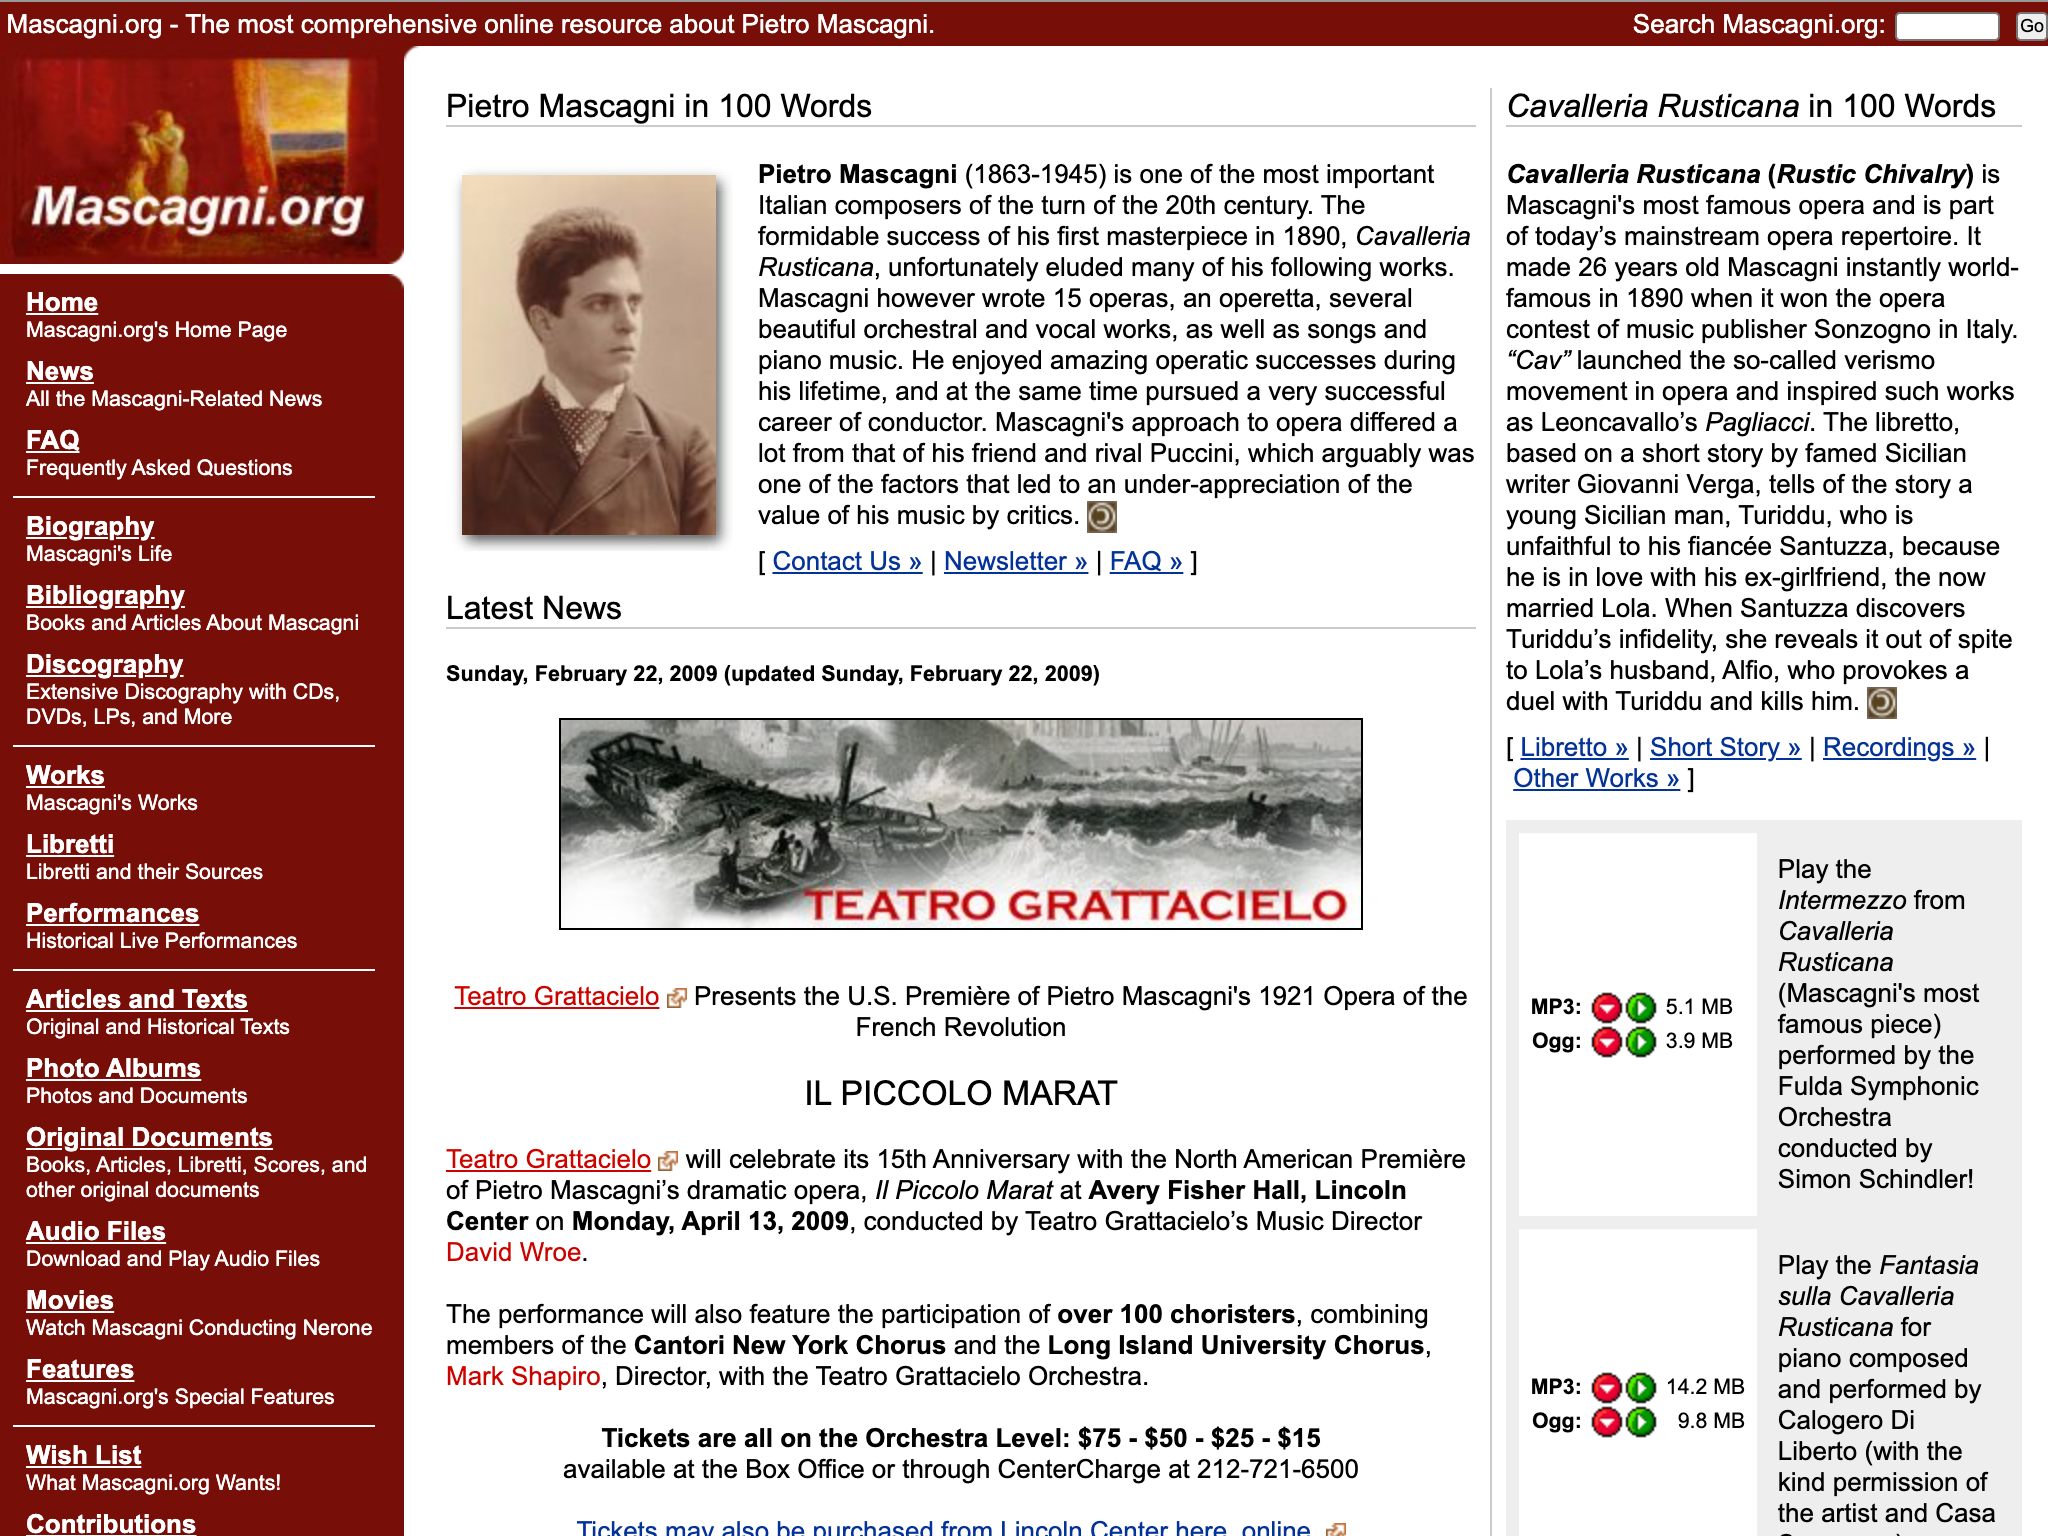 Mascagni.org - The most comprehensive online resource about Pietro Mascagni.
Search Mascagni.org:
Go
Mascagni.org
Home
Mascagni.org's Home Page
News
All the Mascagni-Related News
FAQ
Frequently Asked Questions
Biography
Mascagni's Life
Bibliography
Books and Articles About Mascagni
Discography
Extensive Discography with CDs,
DVDs, LPs, and More
Works
Mascagni's Works
Libretti
Libretti and their Sources
Performances
Historical Live Performances
Articles and Texts
Original and Historical Texts
Photo Albums
Photos and Documents
Original Documents
Books, Articles, Libretti, Scores, and
other original documents
Audio Files
Download and Play Audio Files
Movies
Watch Mascagni Conducting Nerone
Features
Mascagni.org's Special Features
Wish List
What Mascagni.org Wants!
Contributions
Pietro Mascagni in 100 Words
Pietro Mascagni (1863-1945) is one of the most important
Italian composers of the turn of the 20th century. The
formidable success of his first masterpiece in 1890, Cavalleria
Rusticana, unfortunately eluded many of his following works.
Mascagni however wrote 15 operas, an operetta, several
beautiful orchestral and vocal works, as well as songs and
piano music. He enjoyed amazing operatic successes during
his lifetime, and at the same time pursued a very successful
career of conductor. Mascagni's approach to opera differed a
lot from that of his friend and rival Puccini, which arguably was
one of the factors that led to an under-appreciation of the
value of his music by critics.
[ Contact Us » | Newsletter » | FAQ » ]
Latest News
Sunday, February 22, 2009 (updated Sunday, February 22, 2009)
TEATRO GRATTACIELO
Teatro Grattacielo Presents the U.S. Première of Pietro Mascagni's 1921 Opera of the
French Revolution
IL PICCOLO MARAT
Teatro Grattacielo will celebrate its 15th Anniversary with the North American Première
of Pietro Mascagni’s dramatic opera, Il Piccolo Marat at Avery Fisher Hall, Lincoln
Center on Monday, April 13, 2009, conducted by Teatro Grattacielo’s Music Director
David Wroe.
The performance will also feature the participation of over 100 choristers, combining
members of the Cantori New York Chorus and the Long Island University Chorus,
Mark Shapiro, Director, with the Teatro Grattacielo Orchestra.
Tickets are all on the Orchestra Level: $75 - $50 - $25 - $15
available at the Box Office or through CenterCharge at 212-721-6500
Tickets may also be purchased from Lincoln Center here, online.
Cavalleria Rusticana in 100 Words
Cavalleria Rusticana (Rustic Chivalry) is
Mascagni's most famous opera and is part
of today’s mainstream opera repertoire. It
made 26 years old Mascagni instantly world-
famous in 1890 when it won the opera
contest of music publisher Sonzogno in Italy.
“Cav” launched the so-called verismo
movement in opera and inspired such works
as Leoncavallo’s Pagliacci. The libretto,
based on a short story by famed Sicilian
writer Giovanni Verga, tells of the story a
young Sicilian man, Turiddu, who is
unfaithful to his fiancée Santuzza, because
he is in love with his ex-girlfriend, the now
married Lola. When Santuzza discovers
Turiddu’s infidelity, she reveals it out of spite
to Lola’s husband, Alfio, who provokes a
duel with Turiddu and kills him.
[ Libretto » | Short Story » | Recordings » |
Other Works » ]
MP3: 5.1 MB
Ogg: 3.9 MB
Play the
Intermezzo from
Cavalleria
Rusticana
(Mascagni's most
famous piece)
performed by the
Fulda Symphonic
Orchestra
conducted by
Simon Schindler!
MP3: 14.2 MB
Ogg: 9.8 MB
Play the Fantasia
sulla Cavalleria
Rusticana for
piano composed
and performed by
Calogero Di
Liberto (with the
kind permission of
the artist and Casa